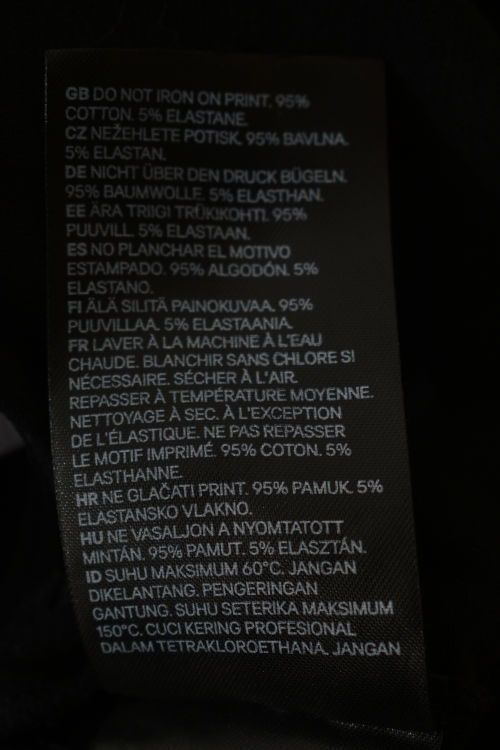 GB DO NOT IRON ON PRINT. 95%
COTTON. 5% ELASTANE.
CZ NEŽEHLETE POTISK. 95% BAVLNA.
5% ELASTAN.
DE NICHT ÜBER DEN DRUCK BÜGELN.
95% BAUMWOLLE. 5% ELASTHAN.
EE ÄRA TRIIGI TRÜKIKOHTI. 95%
PUUVILL. 5% ELASTAAN.
ES NO PLANCHAR EL MOTIVO
ESTAMPADO. 95% ALGODÓN. 5%
ELASTANO.
FI ÄLÄ SILITÄ PAINOKUVAA. 95%
PUUVILLAA. 5% ELASTAANIA.
FR LAVER À LA MACHINE À L'EAU
CHAUDE. BLANCHIR SANS CHLORE SI
NÉCESSAIRE. SÉCHER À L'AIR.
REPASSER À TEMPÉRATURE MOYENNE.
NETTOYAGE À SEC. À L'EXCEPTION
DE L'ÉLASTIQUE. NE PAS REPASSER
LE MOTIF IMPRIMÉ. 95% COTON. 5%
ELASTHANNE.
HR NE GLAČATI PRINT. 95% PAMUK. 5%
ELASTANSKO VLAKNO.
HU NE VASALJON A NYOMTATOTT
MINTÁN. 95% PAMUT. 5% ELASZTÁN.
ID SUHU MAKSIMUM 60°C. JANGAN
DIKELANTANG. PENGERINGAN
GANTUNG. SUHU SETERIKA MAKSIMUM
150°C. CUCI KERING PROFESIONAL
DALAM TETRAKLOROETHANA. JANGAN